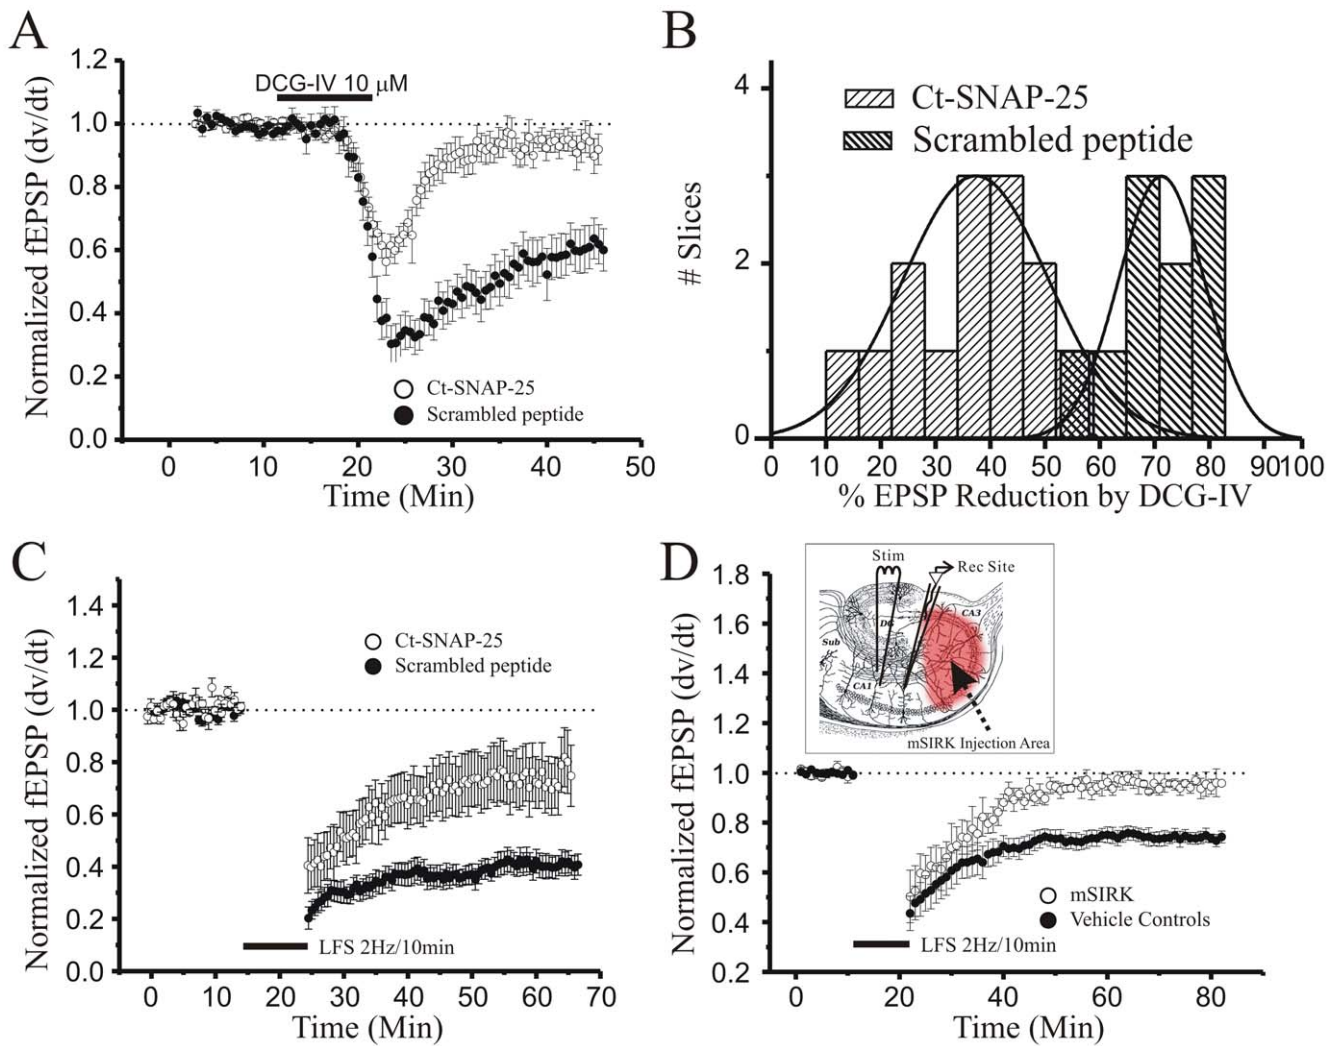 A
1.2
1.0
0.8
0.6
0.4
0.2
0.0
Normalized fEPSP (dv/dt)
DCG-IV 10 μM
Ct-SNAP-25
Scrambled peptide
0 10 20 30 40 50
Time (Min)
B
4
2
0
# Slices
Ct-SNAP-25
Scrambled peptide
0 10 20 30 40 50 60 70 80 90 100
% EPSP Reduction by DCG-IV
C
1.4
1.2
1.0
0.8
0.6
0.4
0.2
0.0
Normalized fEPSP (dv/dt)
Ct-SNAP-25
Scrambled peptide
LFS 2Hz/10min
0 10 20 30 40 50 60 70
Time (Min)
D
1.8
1.6
1.4
1.2
1.0
0.8
0.6
0.4
0.2
Normalized fEPSP (dv/dt)
Stim
Rec Site
CA3
DG
Sub
CA1
mSIRK Injection Area
mSIRK
Vehicle Controls
LFS 2Hz/10min
0 20 40 60 80
Time (Min)